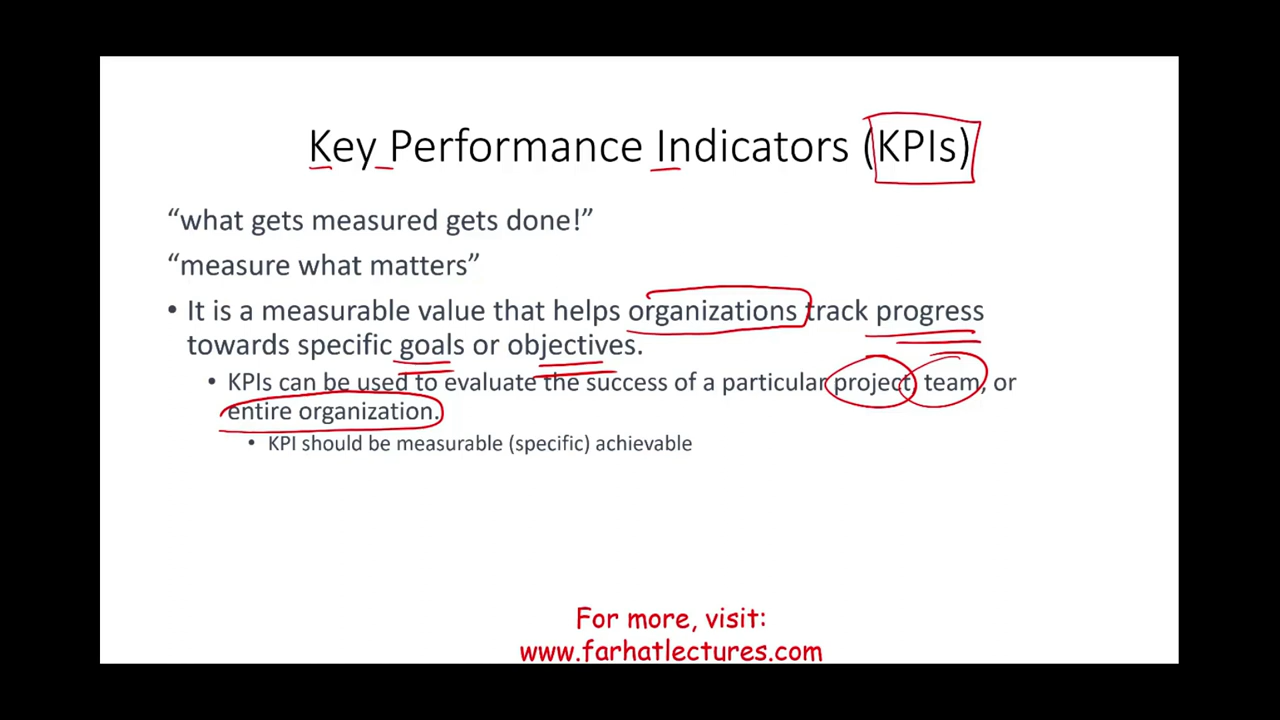 Key Performance Indicators (KPIs)
“what gets measured gets done!”
“measure what matters”
• It is a measurable value that helps organizations track progress
towards specific goals or objectives.
• KPIs can be used to evaluate the success of a particular project, team, or
entire organization.
• KPI should be measurable (specific) achievable
For more, visit:
www.farhatlectures.com